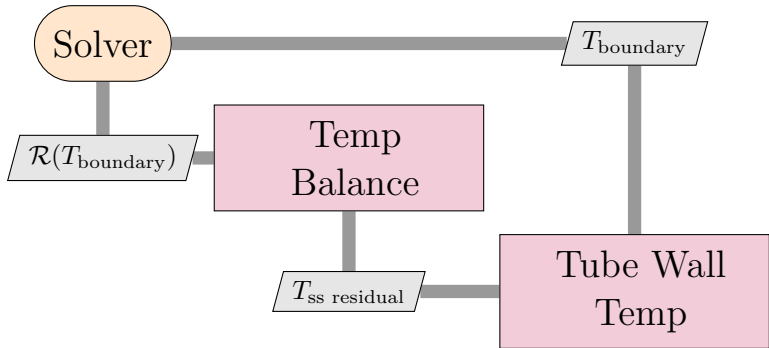 Solver
T_boundary
R(T_boundary)
Temp
Balance
T_ss residual
Tube Wall
Temp